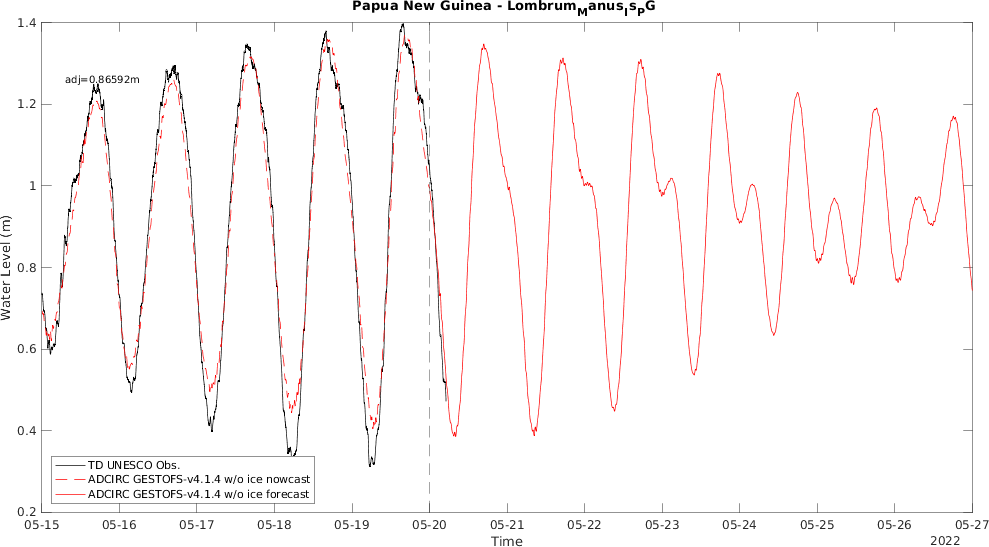 Papua New Guinea - Lombrum_Manus_Is_PG
1.4
adj=0.86592m
1.2
1
Water Level (m)
0.8
0.6
0.4
TD UNESCO Obs.
ADCIRC GESTOFS-v4.1.4 w/o ice nowcast
ADCIRC GESTOFS-v4.1.4 w/o ice forecast
0.2
05-15 05-16 05-17 05-18 05-19 05-20 05-21 05-22 05-23 05-24 05-25 05-26 05-27
Time
2022